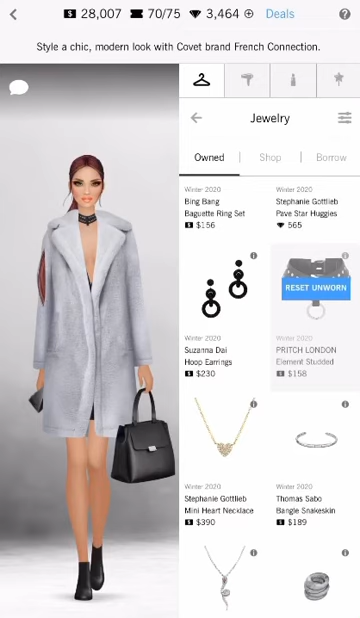 28,007 70/75 3,464 Deals
Style a chic, modern look with Covet brand French Connection.
Jewelry
Owned Shop Borrow
Winter 2020
Bing Bang
Baguette Ring Set
$156
Winter 2020
Stephanie Gottlieb
Pave Star Huggies
565
Winter 2020
Suzanna Dai
Hoop Earrings
$230
RESET UNWORN
Winter 2020
PRITCH LONDON
Element Studded
$158
Winter 2020
Stephanie Gottlieb
Mini Heart Necklace
$390
Winter 2020
Thomas Sabo
Bangle Snakeskin
$189